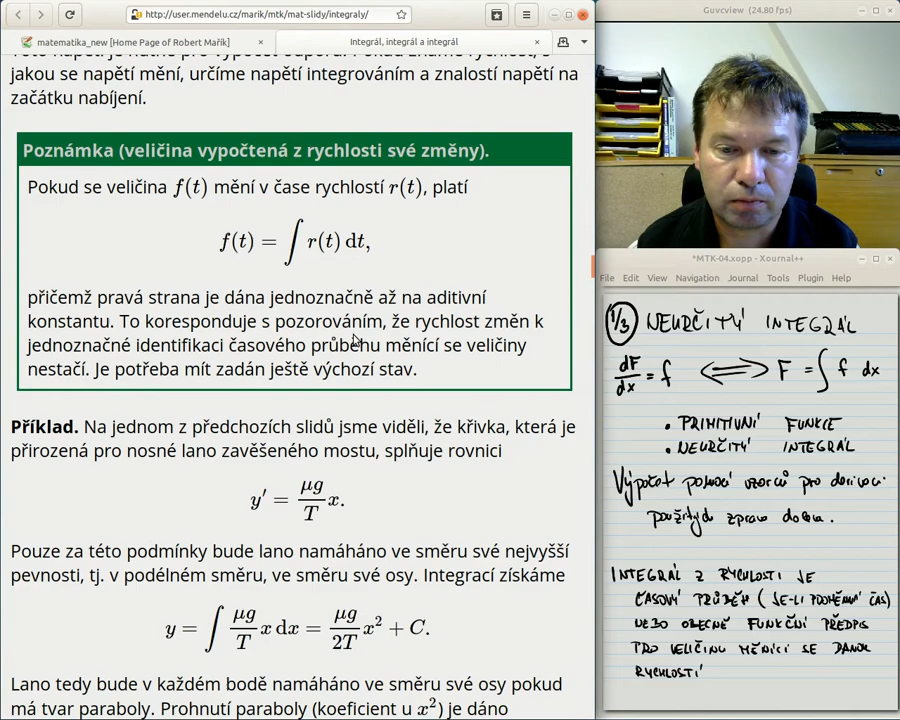 http://user.mendelu.cz/marik/mtk/mat-slidy/integraly/
Guvcview (24.80 fps)
matematika_new [Home Page of Robert Mařík]
Integrál, integrál a integrál
jakou se napětí mění, určíme napětí integrováním a znalostí napětí na
začátku nabíjení.
Poznámka (veličina vypočtená z rychlosti své změny).
Pokud se veličina f(t) mění v čase rychlostí r(t), platí
f(t) = ∫ r(t) dt,
přičemž pravá strana je dána jednoznačně až na aditivní
konstantu. To koresponduje s pozorováním, že rychlost změn k
jednoznačné identifikaci časového průběhu měnící se veličiny
nestačí. Je potřeba mít zadán ještě výchozí stav.
Příklad. Na jednom z předchozích slidů jsme viděli, že křivka, která je
přirozená pro nosné lano zavěšeného mostu, splňuje rovnici
y′ = μg/T x.
Pouze za této podmínky bude lano namáháno ve směru své nejvyšší
pevnosti, tj. v podélném směru, ve směru své osy. Integrací získáme
y = ∫ μg/T x dx = μg/2T x² + C.
Lano tedy bude v každém bodě namáháno ve směru své osy pokud
má tvar paraboly. Prohnutí paraboly (koeficient u x²) je dáno
*MTK-04.xopp - Xournal++
File Edit View Navigation Journal Tools Plugin Help
1/3 NEURČITÝ INTEGRÁL
dF/dx = f ⟺ F = ∫ f dx
• PRIMITIVNÍ FUNKCE
• NEURČITÝ INTEGRÁL
Výpočet pomocí vzorců pro derivaci
použitých zprava doleva.
INTEGRÁL Z RYCHLOSTI JE
ČASOVÝ PRŮBĚH (JE-LI PROMĚNNÁ ČAS)
NEBO OBECNĚ FUNKČNÍ PŘEDPIS
PRO VELIČINU MĚNÍCÍ SE DANOU
RYCHLOSTÍ